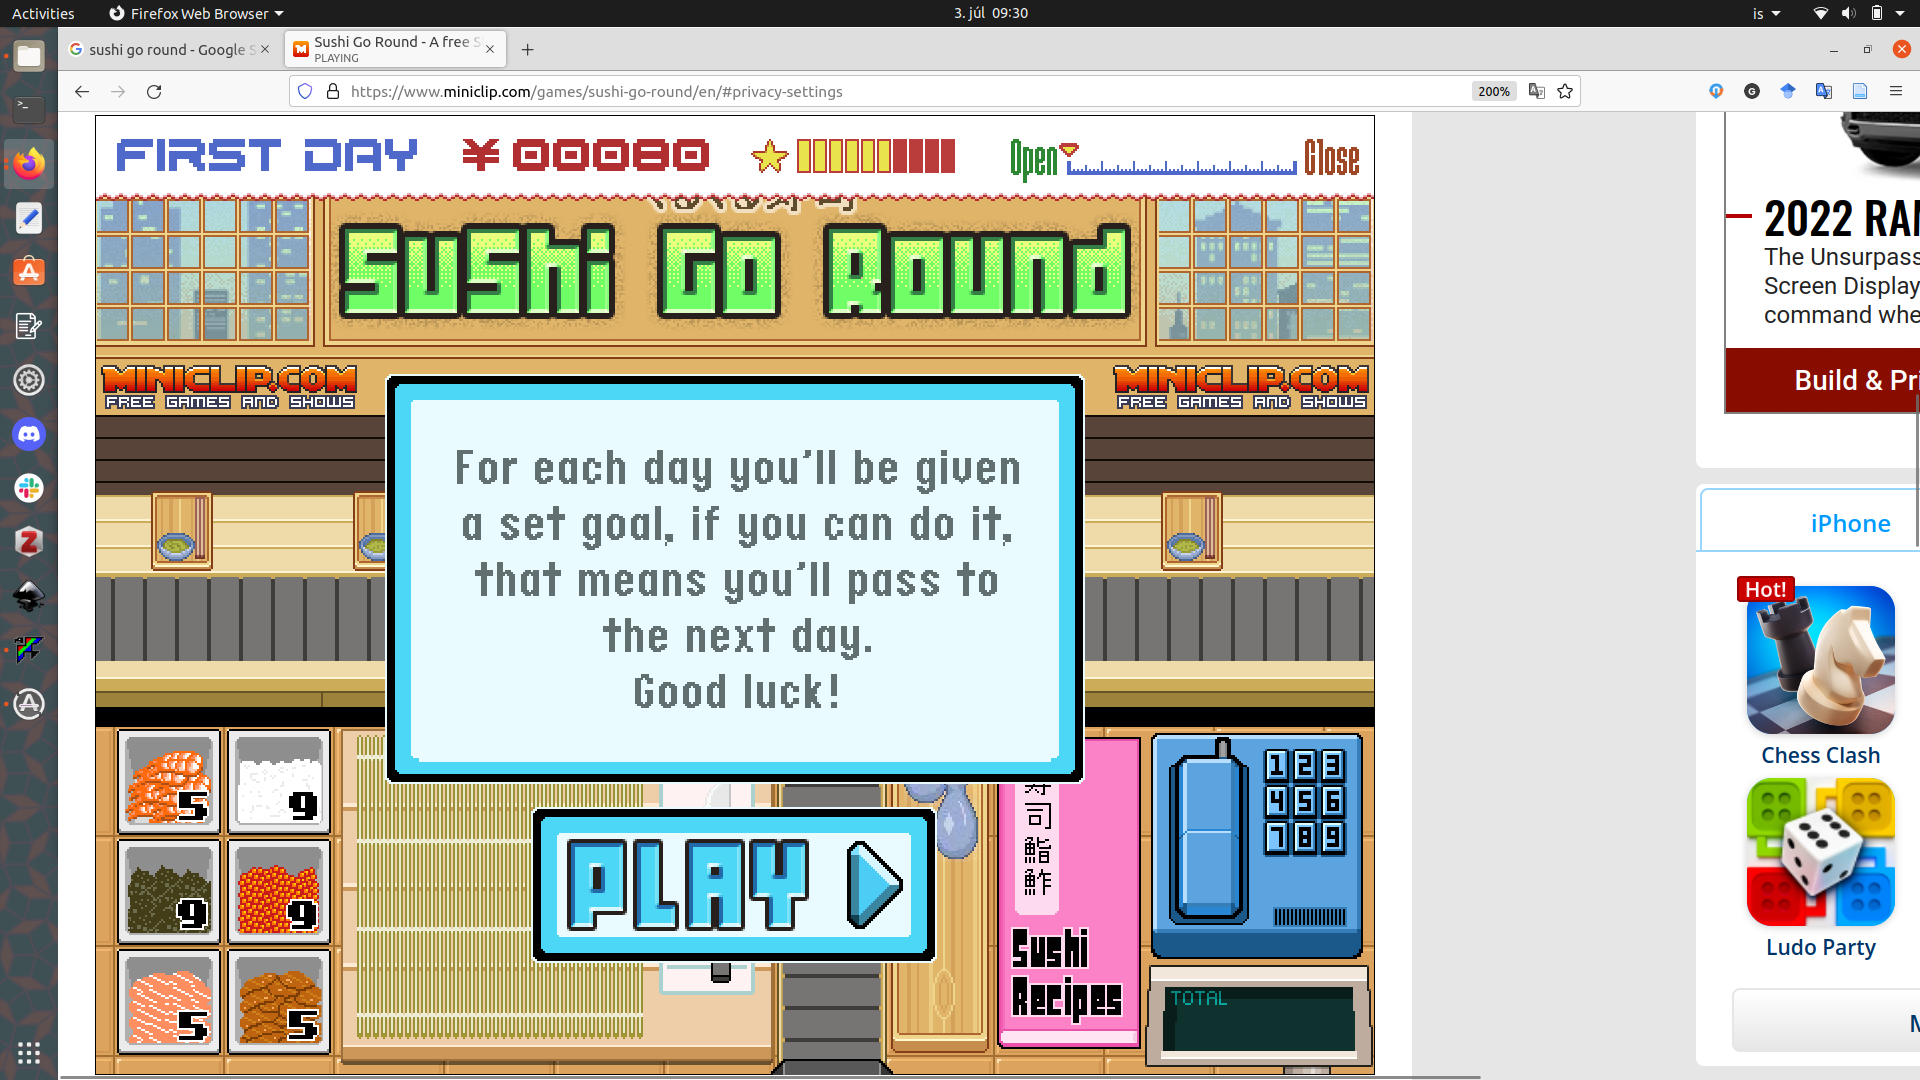 Activities
Firefox Web Browser
3. júl 09:30
is
sushi go round - Google S
Sushi Go Round - A free S
PLAYING
https://www.miniclip.com/games/sushi-go-round/en/#privacy-settings
200%
FIRST DAY
¥ 00080
Open
Close
Sushi Go Round
MINICLIP.COM
FREE GAMES AND SHOWS
MINICLIP.COM
FREE GAMES AND SHOWS
For each day you'll be given
a set goal, if you can do it,
that means you'll pass to
the next day.
Good luck!
PLAY
5
9
9
9
5
5
司
鮨
鮓
Sushi
Recipes
1 2 3
4 5 6
7 8 9
TOTAL
2022 RA
The Unsurpass
Screen Display
command whe
Build & Pri
iPhone
Hot!
Chess Clash
Ludo Party